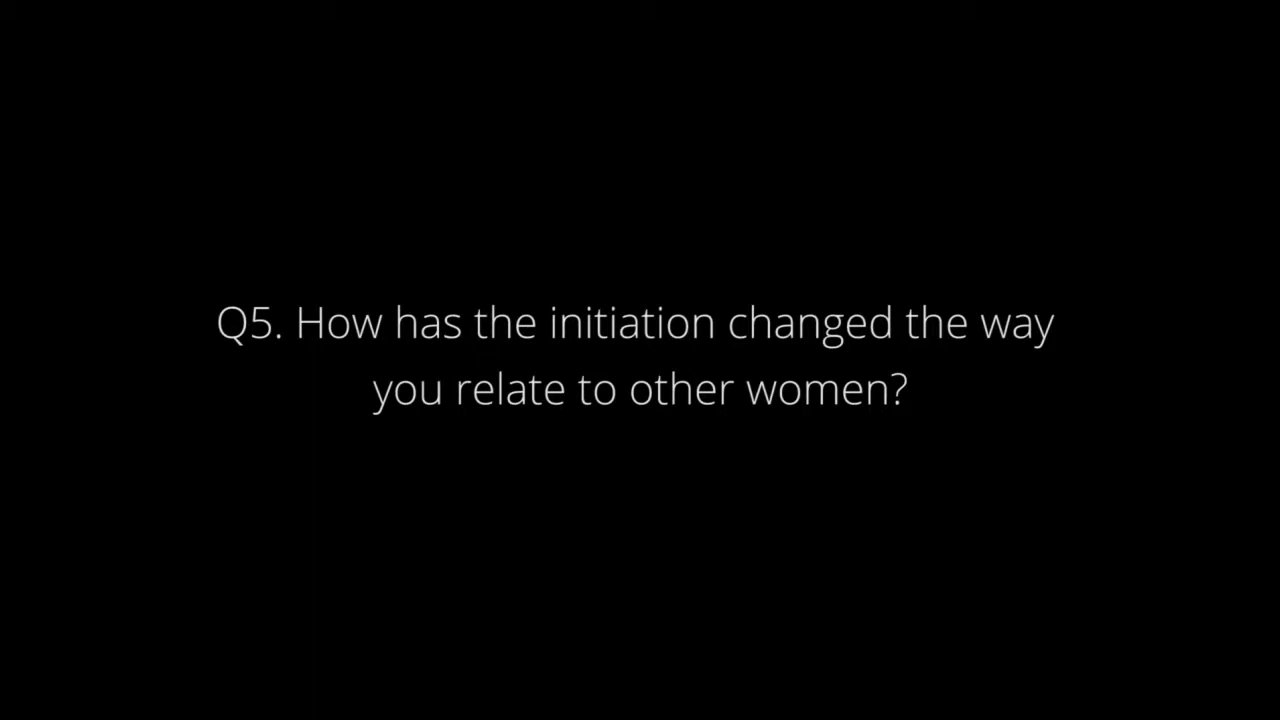 Q5. How has the initiation changed the way
you relate to other women?